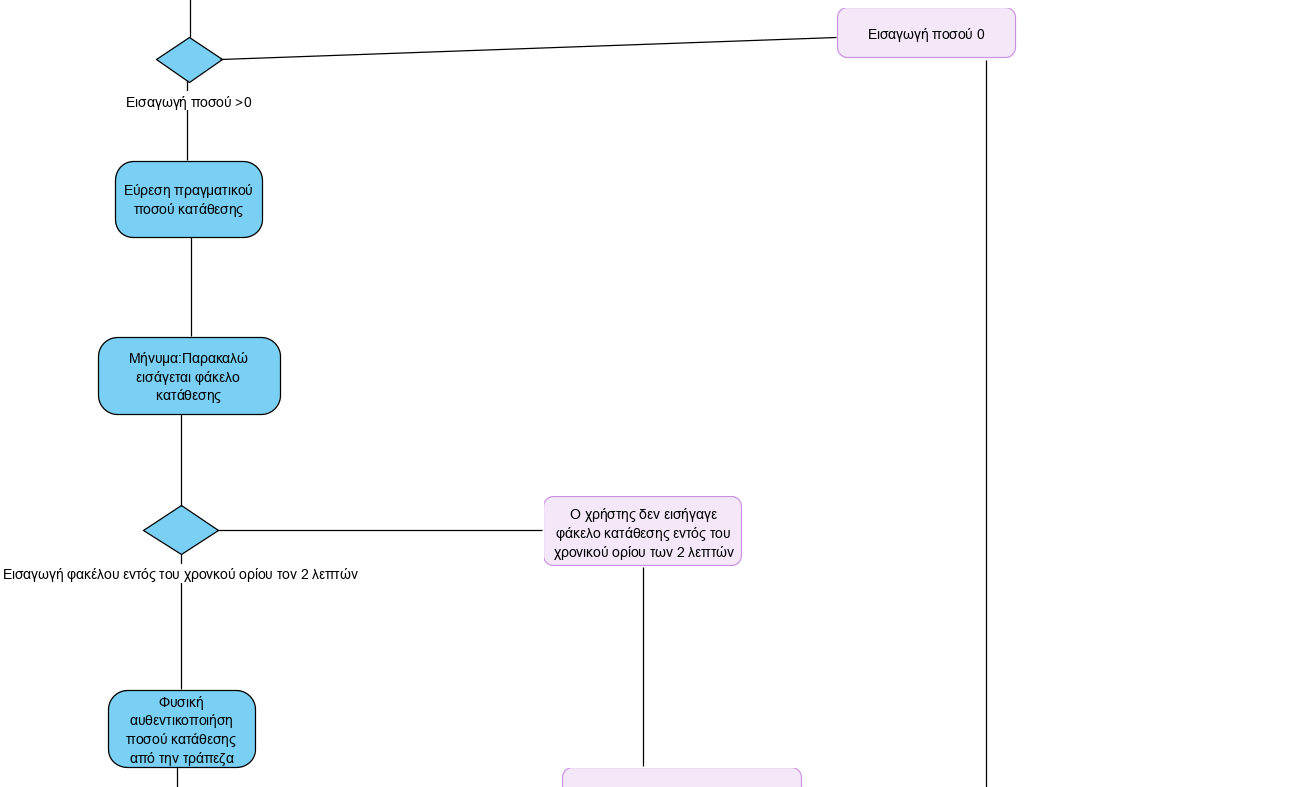 Εισαγωγή ποσού 0
Εισαγωγή ποσού >0
Εύρεση πραγματικού
ποσού κατάθεσης
Μήνυμα:Παρακαλώ
εισάγεται φάκελο
κατάθεσης
Ο χρήστης δεν εισήγαγε
φάκελο κατάθεσης εντός του
χρονικού ορίου των 2 λεπτών
Εισαγωγή φακέλου εντός του χρονκού ορίου τον 2 λεπτών
Φυσική
αυθεντικοποιήση
ποσού κατάθεσης
από την τράπεζα